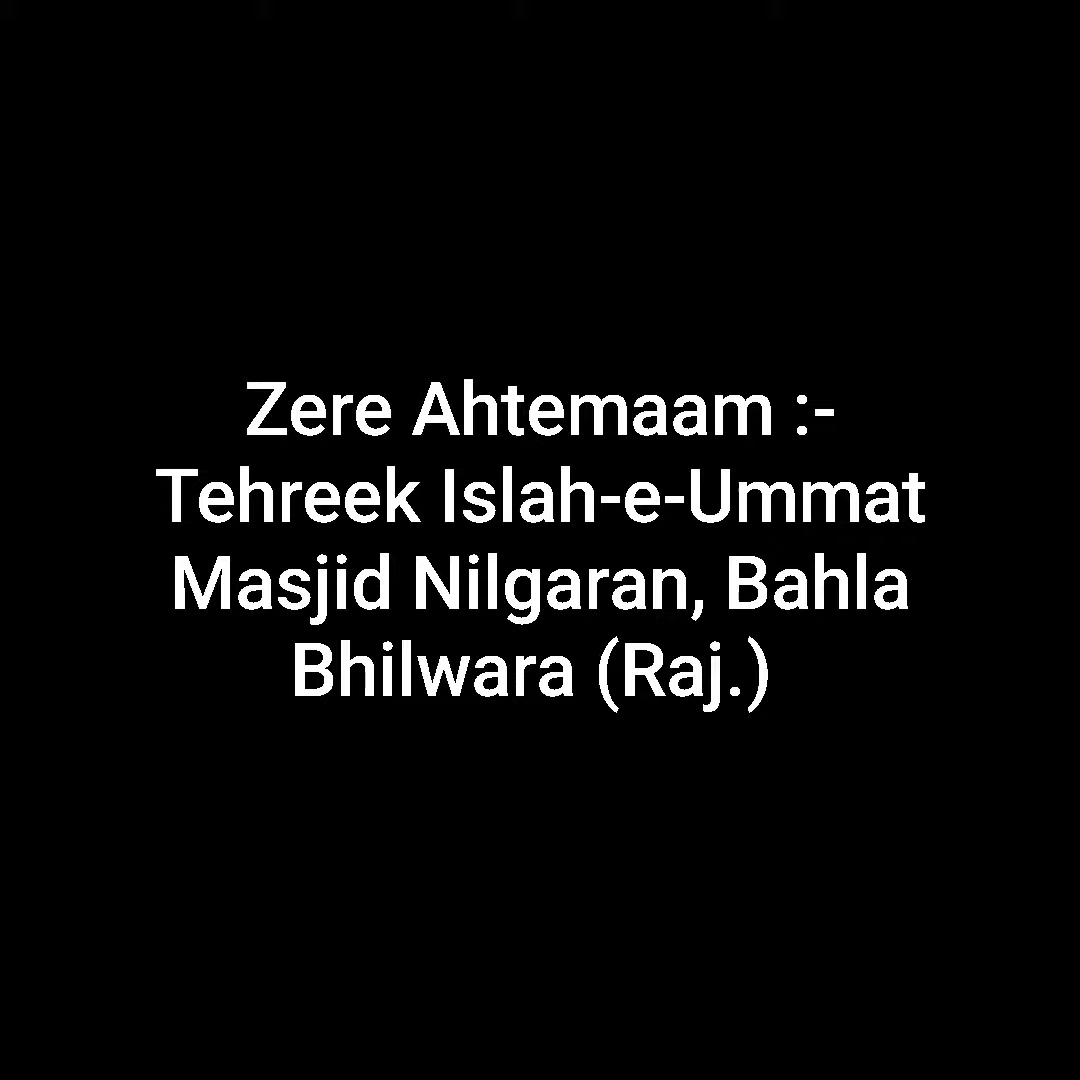 Zere Ahtemaam :-
Tehreek Islah-e-Ummat
Masjid Nilgaran, Bahla
Bhilwara (Raj.)